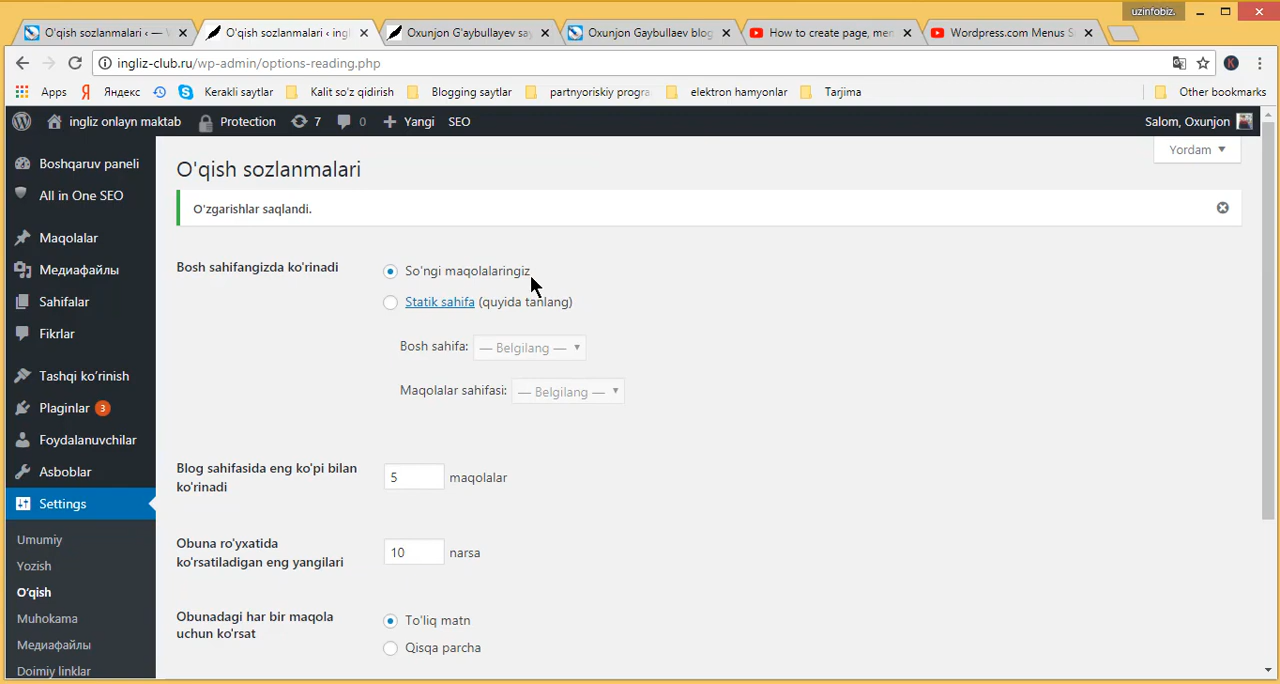 uzinfobiz.
O'qish sozlanmalari ‹ — W
O'qish sozlanmalari ‹ ingl
Oxunjon G'aybullayev say
Oxunjon Gaybullaev blog
How to create page, men
Wordpress.com Menus S
ingliz-club.ru/wp-admin/options-reading.php
Apps Яндекс Kerakli saytlar Kalit so'z qidirish Blogging saytlar partnyoriskiy progra elektron hamyonlar Tarjima Other bookmarks
ingliz onlayn maktab Protection 7 0 Yangi SEO Salom, Oxunjon
Yordam
Boshqaruv paneli
All in One SEO
Maqolalar
Медиафайлы
Sahifalar
Fikrlar
Tashqi ko‘rinish
Plaginlar 3
Foydalanuvchilar
Asboblar
Settings
Umumiy
Yozish
O‘qish
Muhokama
Медиафайлы
Doimiy linklar
O'qish sozlanmalari
O'zgarishlar saqlandi.
Bosh sahifangizda ko'rinadi
So‘ngi maqolalaringiz
Statik sahifa (quyida tanlang)
Bosh sahifa: — Belgilang —
Maqolalar sahifasi: — Belgilang —
Blog sahifasida eng ko'pi bilan
ko'rinadi
5 maqolalar
Obuna ro'yxatida
ko'rsatiladigan eng yangilari
10 narsa
Obunadagi har bir maqola
uchun ko'rsat
To'liq matn
Qisqa parcha